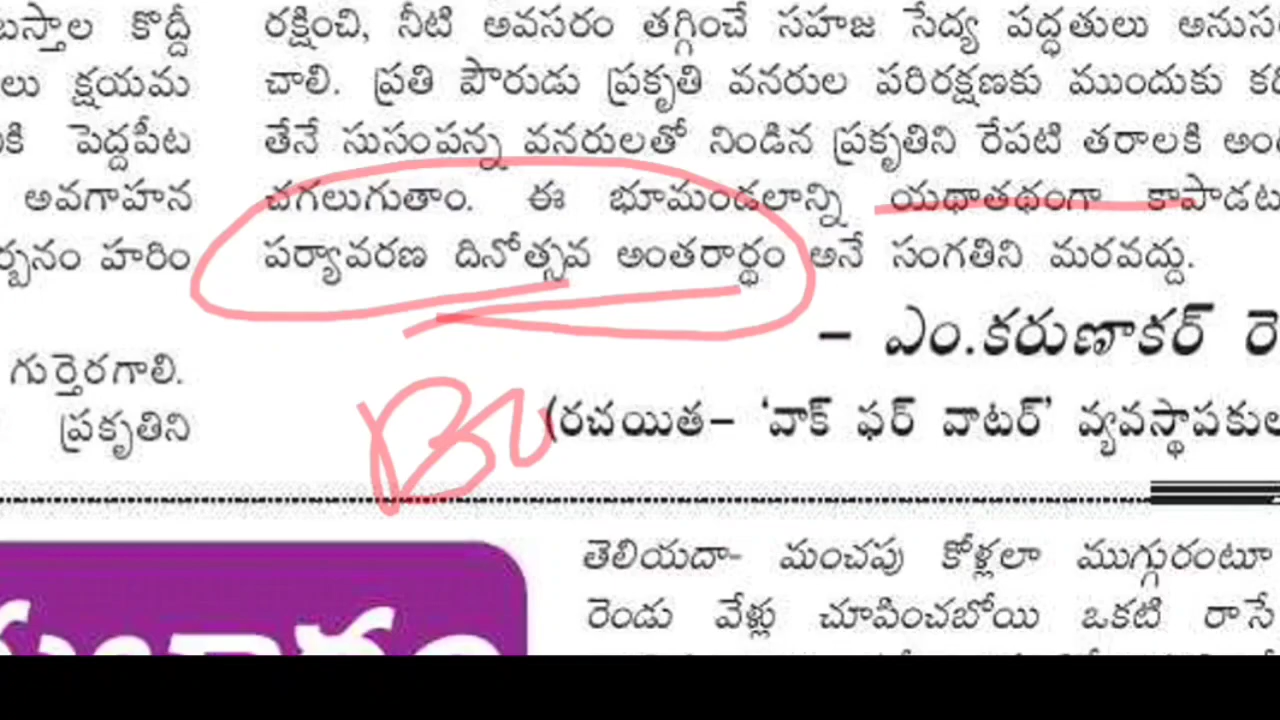 బస్తాల కొద్దీ
లు క్షయమ
కి పెద్దపీట
అవగాహన
ర్బనం హరిం
గుర్తెరగాలి.
ప్రకృతిని
రక్షించి, నీటి అవసరం తగ్గించే సహజ సేద్య పద్ధతులు అనుస
చాలి. ప్రతి పౌరుడు ప్రకృతి వనరుల పరిరక్షణకు ముందుకు కద
తేనే సుసంపన్న వనరులతో నిండిన ప్రకృతిని రేపటి తరాలకి అం
చగలుగుతాం. ఈ భూమండలాన్ని యథాతథంగా కాపాడట
పర్యావరణ దినోత్సవ అంతరార్థం అనే సంగతిని మరవద్దు.
– ఎం.కరుణాకర్ రె
(రచయిత– ‘వాక్ ఫర్ వాటర్’ వ్యవస్థాపకుల
తెలియదా- మంచపు కోళ్లలా ముగ్గురంటూ
రెండు వేళ్లు చూపించబోయి ఒకటి రాసే